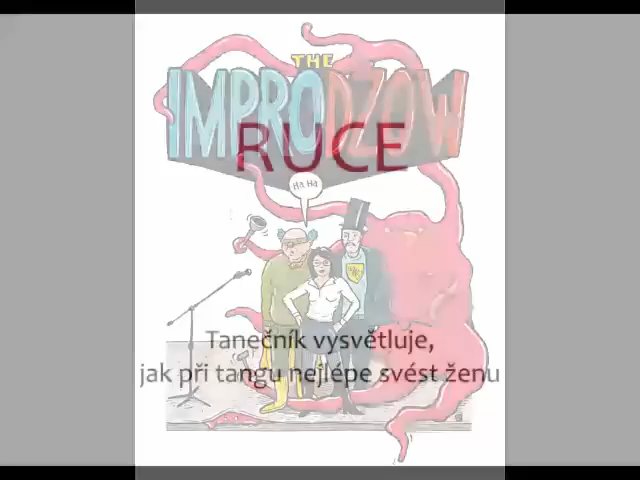 THE
IMPRODZOW
RUCE
HA HA
Tanečník vysvětluje,
jak při tangu nejlépe svést ženu